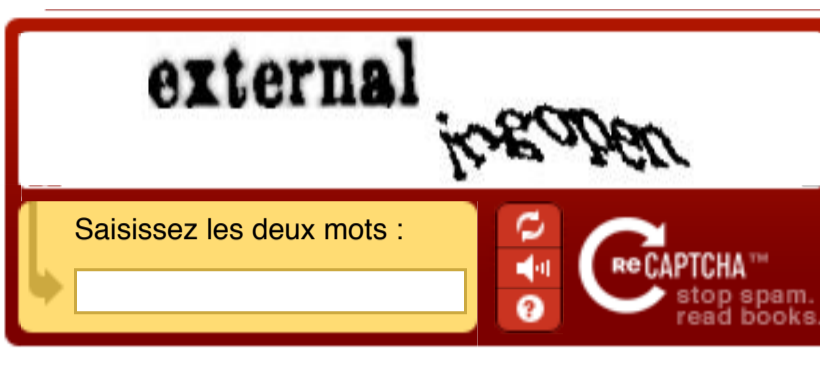 external
Saisissez les deux mots :
reCAPTCHA™
stop spam.
read books.